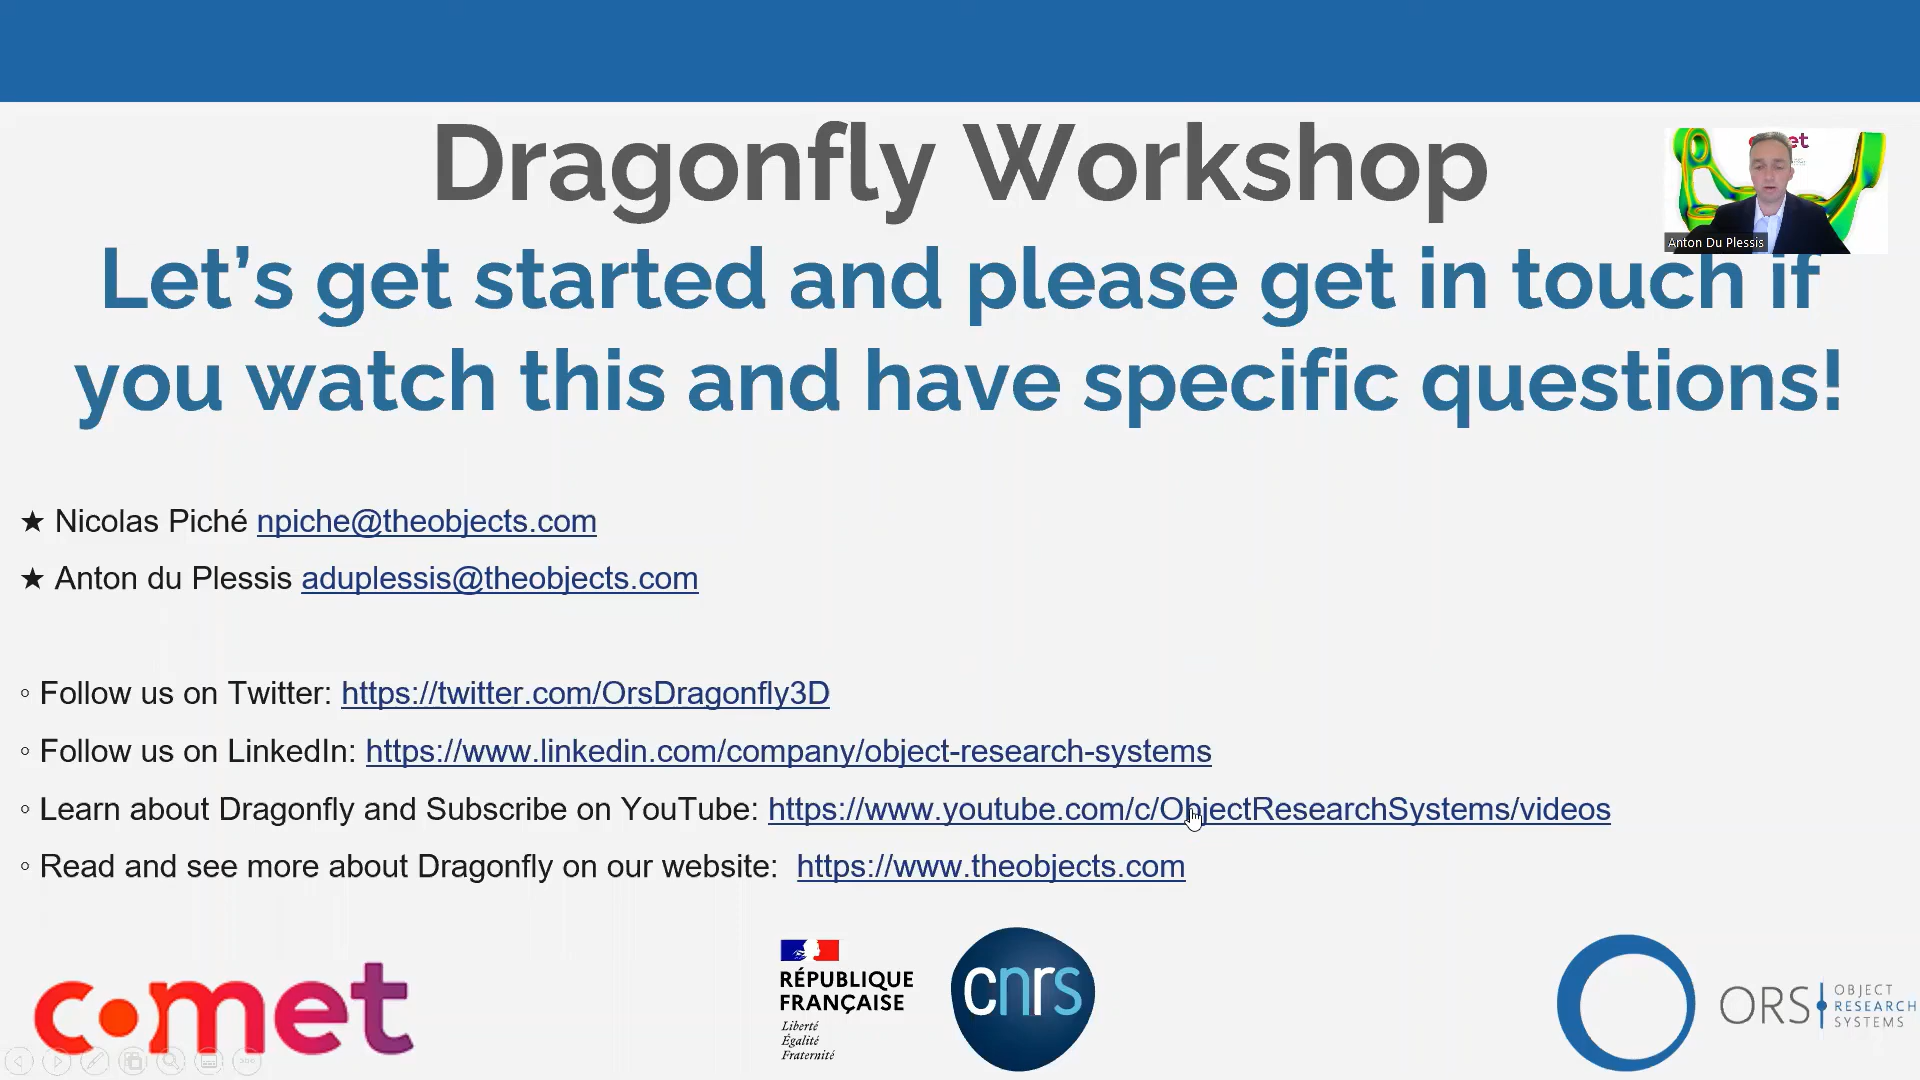 Dragonfly Workshop
Let's get started and please get in touch if
you watch this and have specific questions!
Anton Du Plessis
★ Nicolas Piché npiche@theobjects.com
★ Anton du Plessis aduplessis@theobjects.com
◦ Follow us on Twitter: https://twitter.com/OrsDragonfly3D
◦ Follow us on LinkedIn: https://www.linkedin.com/company/object-research-systems
◦ Learn about Dragonfly and Subscribe on YouTube: https://www.youtube.com/c/ObjectResearchSystems/videos
◦ Read and see more about Dragonfly on our website: https://www.theobjects.com
comet
RÉPUBLIQUE
FRANÇAISE
Liberté
Égalité
Fraternité
cnrs
ORS
OBJECT
RESEARCH
SYSTEMS